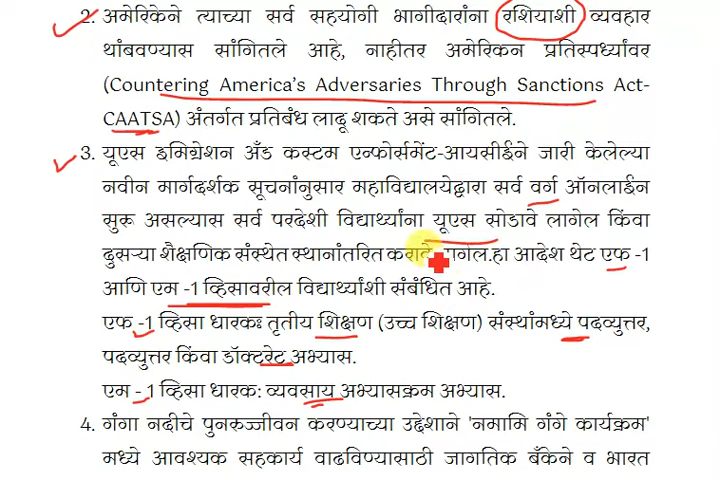 2. अमेरिकेने त्याच्या सर्व सहयोगी भागीदारांना रशियाशी व्यवहार
थांबवण्यास सांगितले आहे, नाहीतर अमेरिकन प्रतिस्पर्ध्यांवर
(Countering America's Adversaries Through Sanctions Act-
CAATSA) अंतर्गत प्रतिबंध लादू शकते असे सांगितले.
3. यूएस इमिग्रेशन अँड कस्टम एन्फोर्समेंट-आयसीईने जारी केलेल्या
नवीन मार्गदर्शक सूचनांनुसार महाविद्यालयेद्वारा सर्व वर्ग ऑनलाईन
सुरू असल्यास सर्व परदेशी विद्यार्थ्यांना यूएस सोडावे लागेल किंवा
दुसऱ्या शैक्षणिक संस्थेत स्थानांतरित हा आदेश थेट एफ -1
आणि एम -1 व्हिसावरील विद्यार्थ्यांशी संबंधित आहे.
एफ -1 व्हिसा धारकः तृतीय शिक्षण (उच्च शिक्षण) संस्थांमध्ये पदव्युत्तर,
पदव्युत्तर किंवा डॉक्टरेट अभ्यास.
एम - 1 व्हिसा धारक: व्यवसाय अभ्यासक्रम अभ्यास.
4. गंगा नदीचे पुनरुज्जीवन करण्याच्या उद्देशाने 'नमामि गंगे कार्यक्रम'
मध्ये आवश्यक सहकार्य वाढविण्यासाठी जागतिक बँकेने व भारत